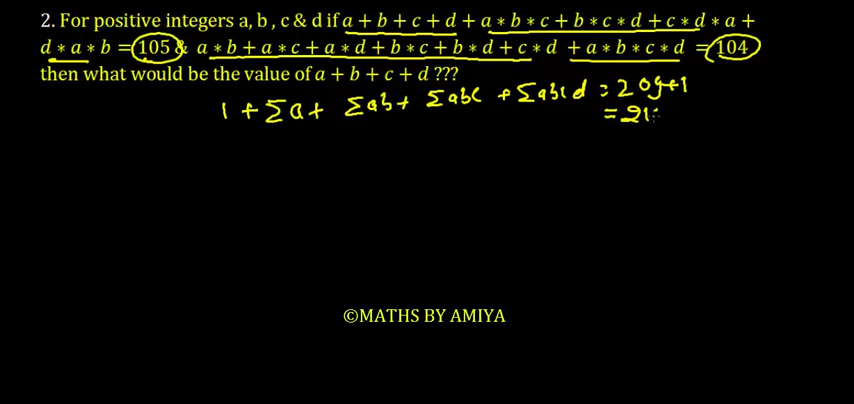 2. For positive integers a, b , c & d if a + b + c + d + a * b * c + b * c * d + c * d * a +
d * a * b = 105 & a * b + a * c + a * d + b * c + b * d + c * d + a * b * c * d = 104
then what would be the value of a + b + c + d ???
1 + Σa + Σab + Σabc + Σabcd = 209+1
= 21
©MATHS BY AMIYA